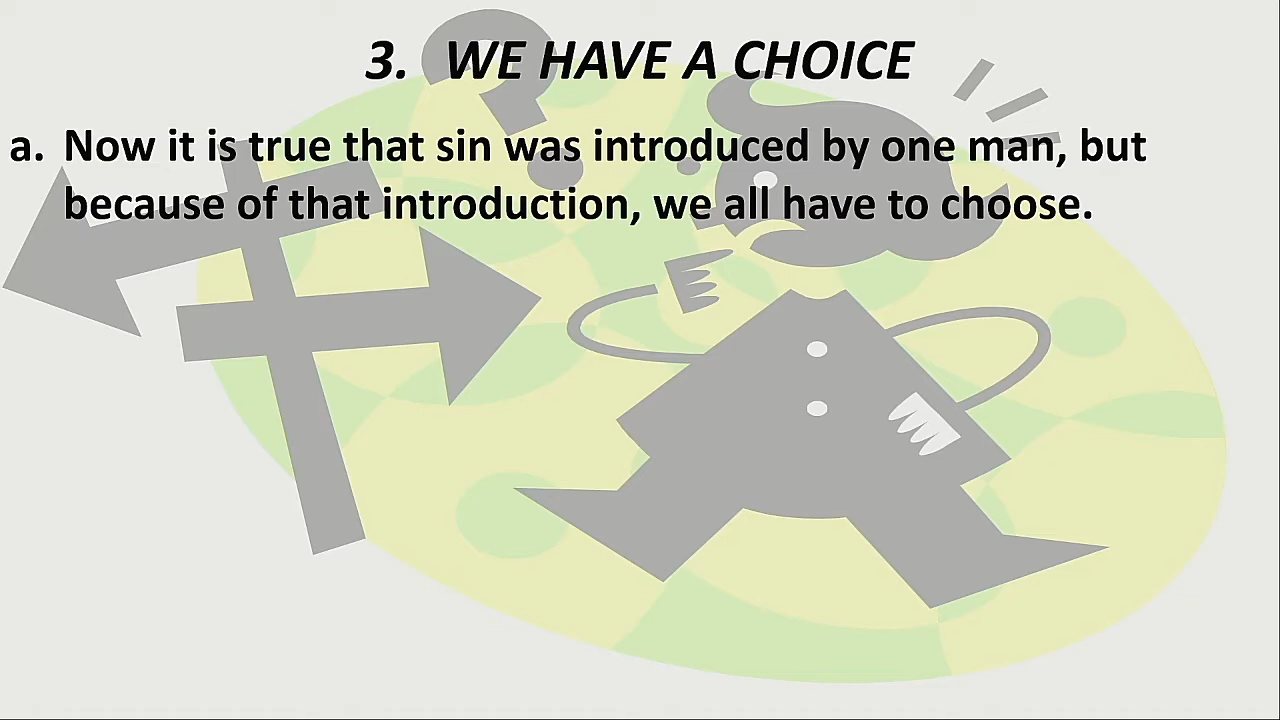 3. WE HAVE A CHOICE
a. Now it is true that sin was introduced by one man, but
because of that introduction, we all have to choose.